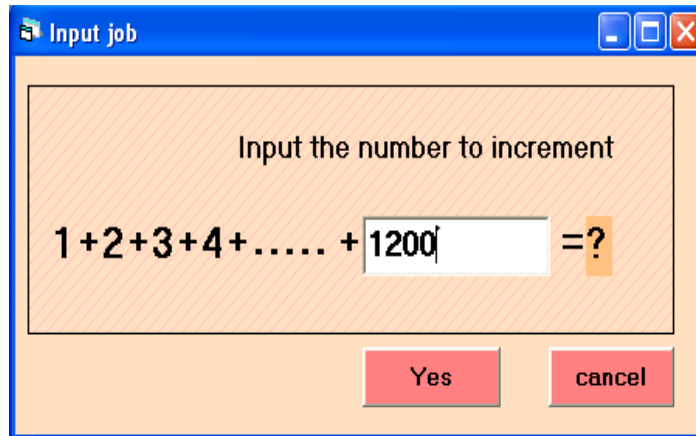 Input job
Input the number to increment
1+2+3+4+..... +1200 =?
Yes cancel